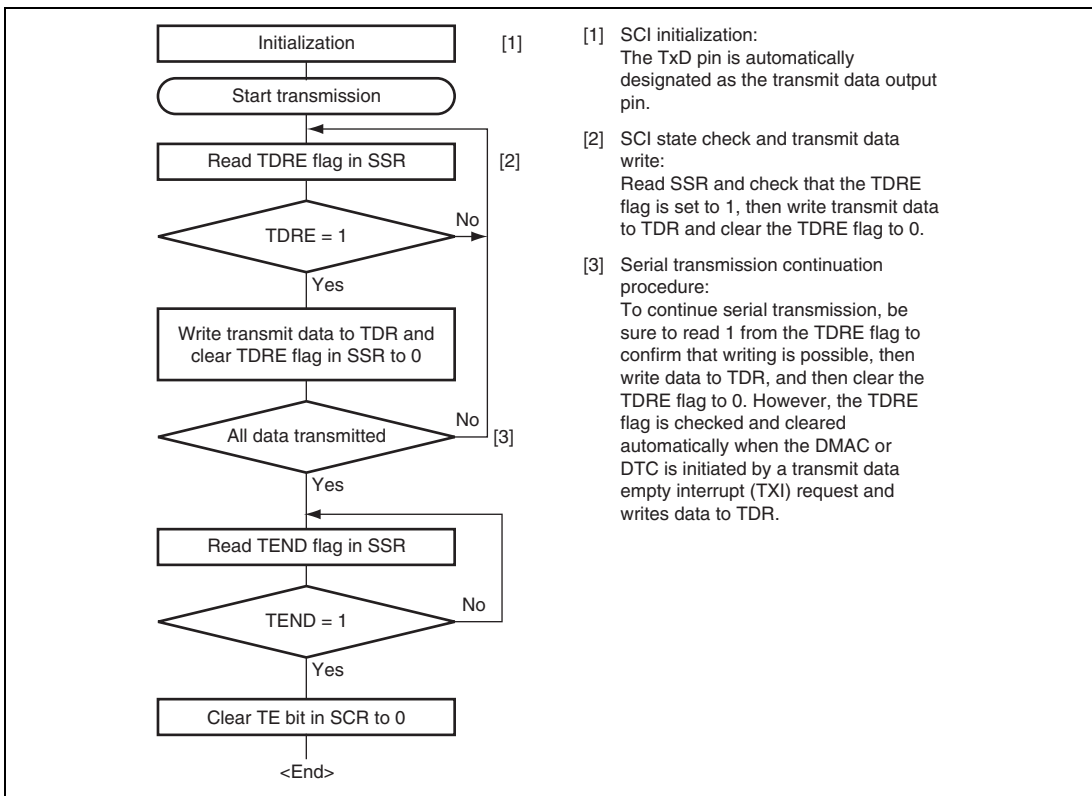 Initialization
[1]
Start transmission
Read TDRE flag in SSR
[2]
No
TDRE = 1
Yes
Write transmit data to TDR and
clear TDRE flag in SSR to 0
No
All data transmitted
[3]
Yes
Read TEND flag in SSR
No
TEND = 1
Yes
Clear TE bit in SCR to 0
<End>
[1] SCI initialization:
The TxD pin is automatically
designated as the transmit data output
pin.
[2] SCI state check and transmit data
write:
Read SSR and check that the TDRE
flag is set to 1, then write transmit data
to TDR and clear the TDRE flag to 0.
[3] Serial transmission continuation
procedure:
To continue serial transmission, be
sure to read 1 from the TDRE flag to
confirm that writing is possible, then
write data to TDR, and then clear the
TDRE flag to 0. However, the TDRE
flag is checked and cleared
automatically when the DMAC or
DTC is initiated by a transmit data
empty interrupt (TXI) request and
writes data to TDR.